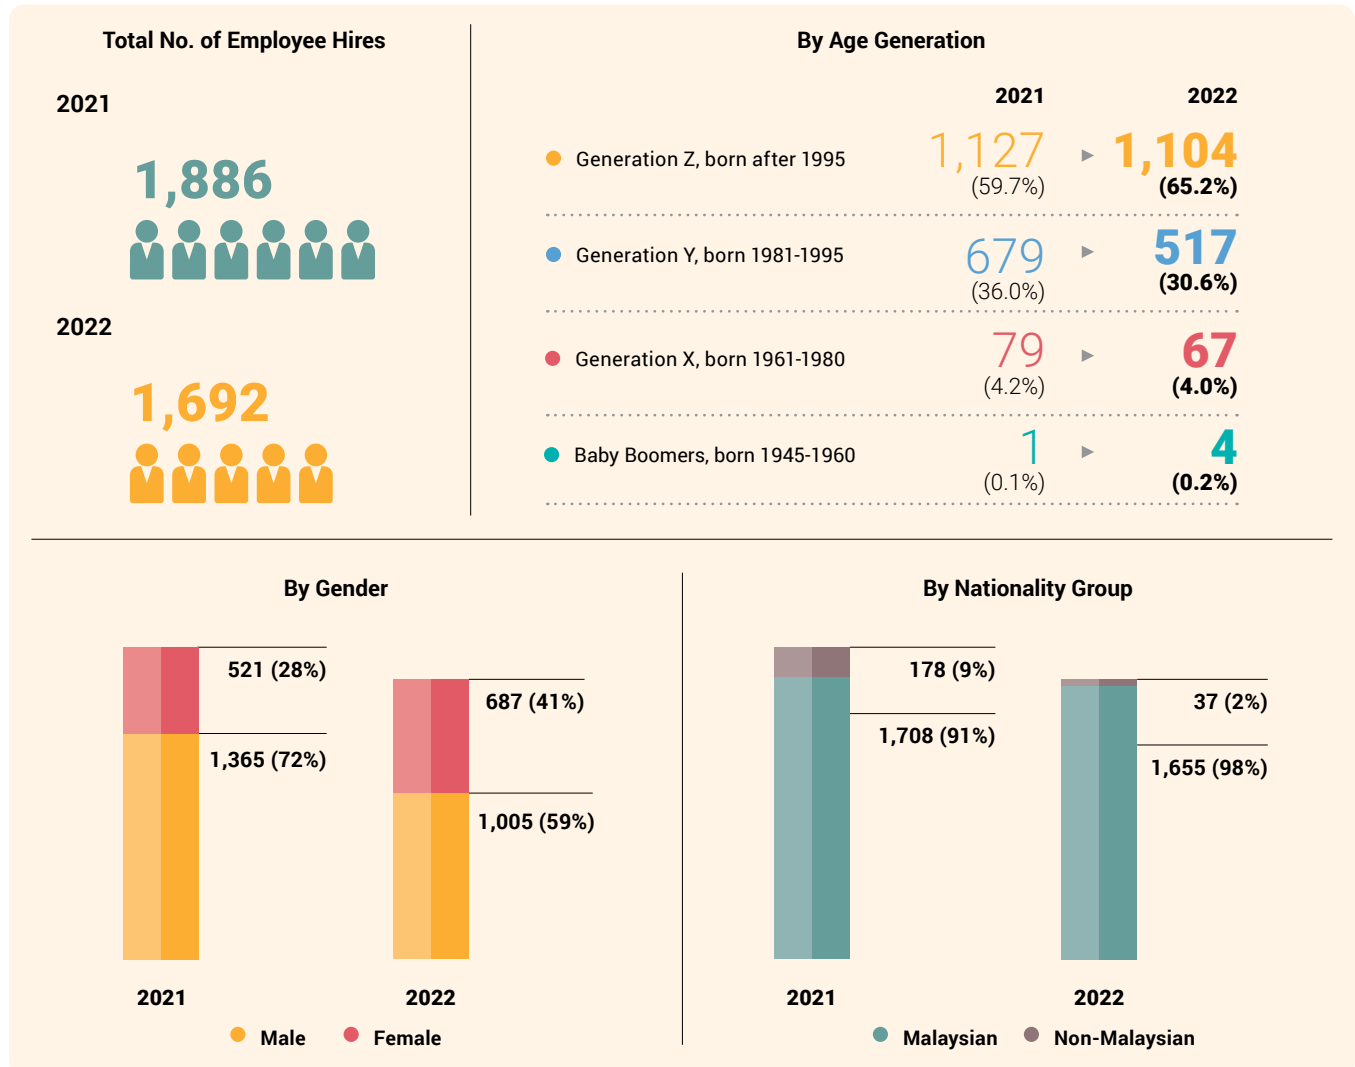 Total No. of Employee Hires
2021
1,886
2022
1,692
By Age Generation
2021 2022
Generation Z, born after 1995 1,127 1,104
(59.7%) (65.2%)
Generation Y, born 1981-1995 679 517
(36.0%) (30.6%)
Generation X, born 1961-1980 79 67
(4.2%) (4.0%)
Baby Boomers, born 1945-1960 1 4
(0.1%) (0.2%)
By Gender
521 (28%)
687 (41%)
1,365 (72%)
1,005 (59%)
2021 2022
Male Female
By Nationality Group
178 (9%)
37 (2%)
1,708 (91%)
1,655 (98%)
2021 2022
Malaysian Non-Malaysian